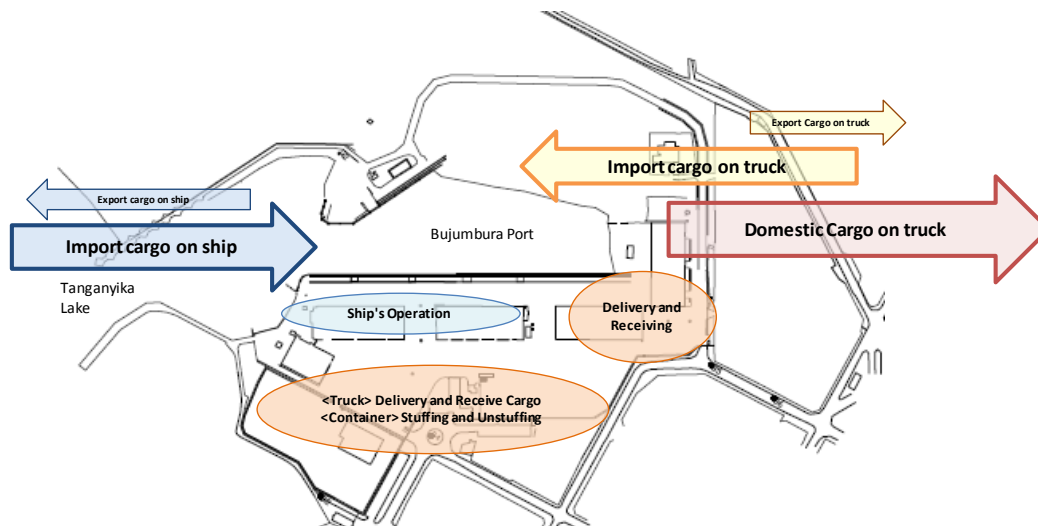 Export Cargo on truck
Import cargo on truck
Export cargo on ship
Domestic Cargo on truck
Import cargo on ship
Bujumbura Port
Tanganyika
Lake
Ship's Operation
Delivery and
Receiving
<Truck> Delivery and Receive Cargo
<Container> Stuffing and Unstuffing